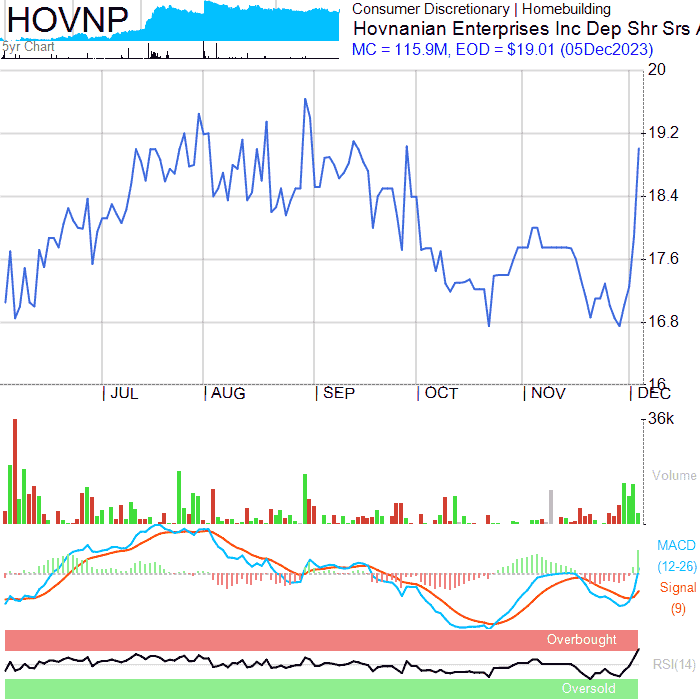 HOVNP
Consumer Discretionary | Homebuilding
Hovnanian Enterprises Inc Dep Shr Srs A
MC = 115.9M, EOD = $19.01 (05Dec2023)
5yr Chart
20
19.2
18.4
17.6
16.8
16
| JUL | AUG | SEP | OCT | NOV | DEC
36k
Volume
MACD
(12-26)
Signal
(9)
Overbought
RSI(14)
Oversold